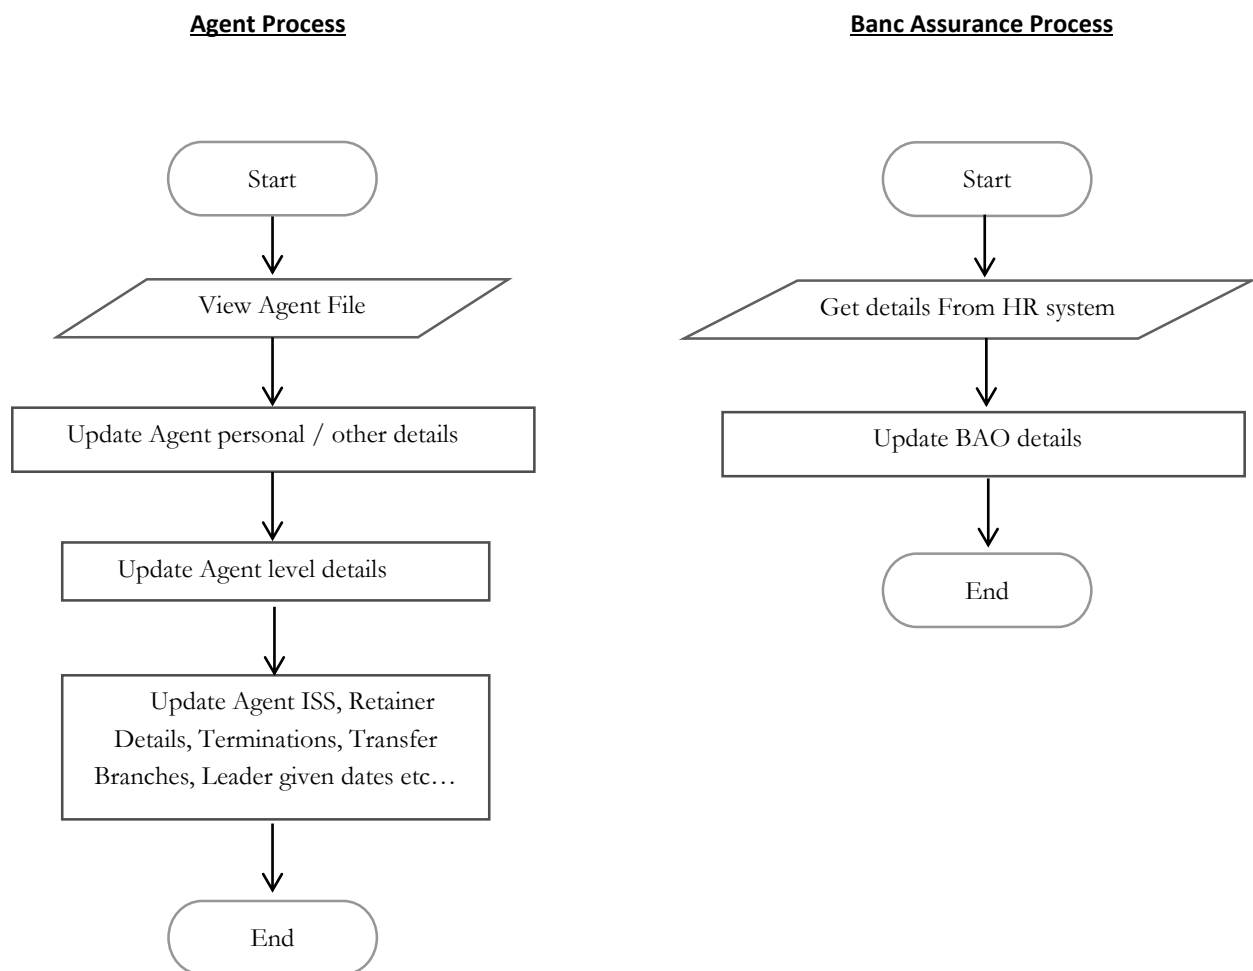 Agent Process
Start
View Agent File
Update Agent personal / other details
Update Agent level details
Update Agent ISS, Retainer
Details, Terminations, Transfer
Branches, Leader given dates etc…
End
Banc Assurance Process
Start
Get details From HR system
Update BAO details
End